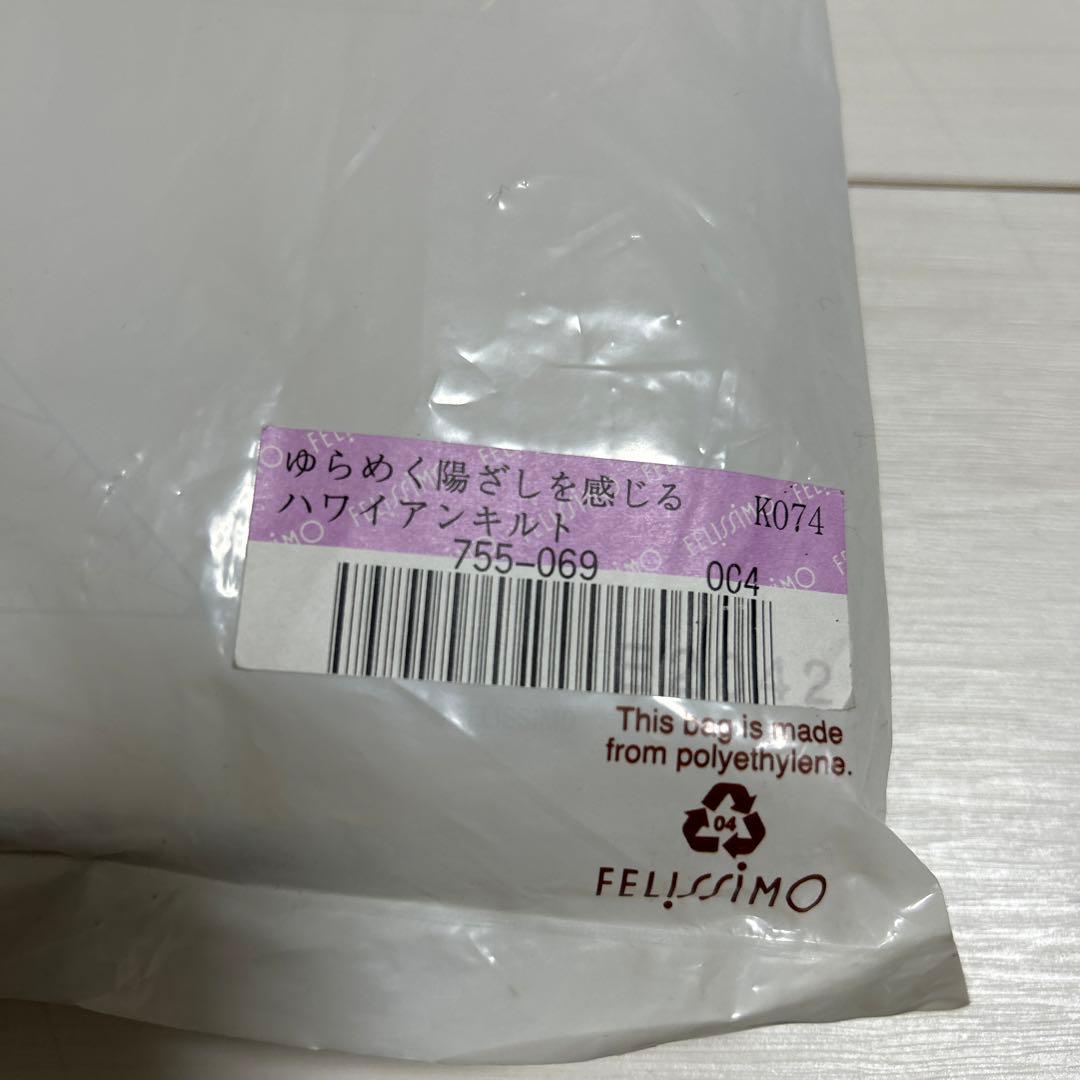 ゆらめく陽ざしを感じる K074
ハワイアンキルト
755-069 004
This bag is made
from polyethylene.
04
FELISSIMO